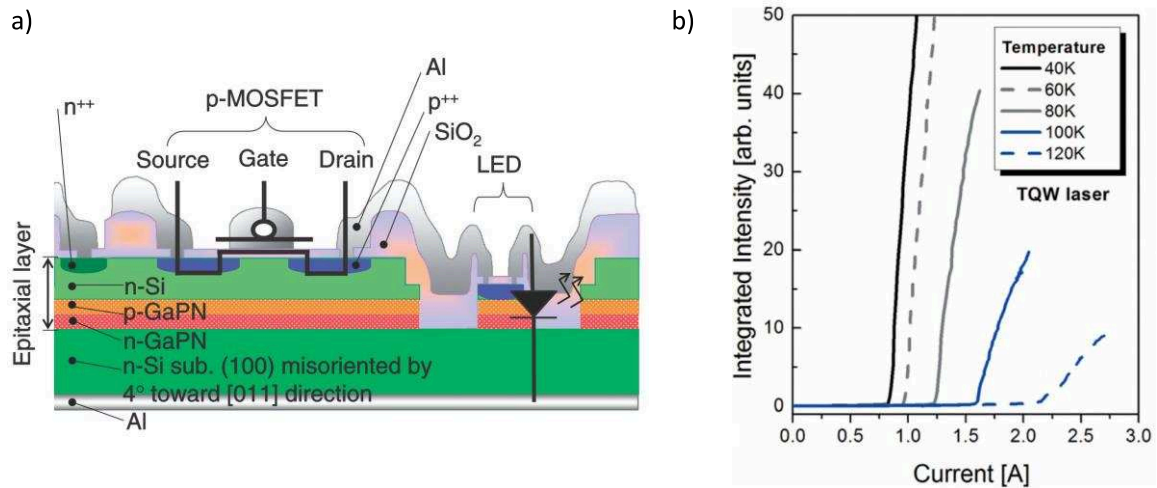 a)
n++
p-MOSFET
Source Gate Drain
Al
p++
SiO2
LED
Epitaxial layer
n-Si
p-GaPN
n-GaPN
n-Si sub. (100) misoriented by
4° toward [011] direction
Al
b)
Integrated Intensity [arb. units]
50
40
30
20
10
0
0.0 0.5 1.0 1.5 2.0 2.5 3.0
Current [A]
Temperature
40K
60K
80K
100K
120K
TQW laser